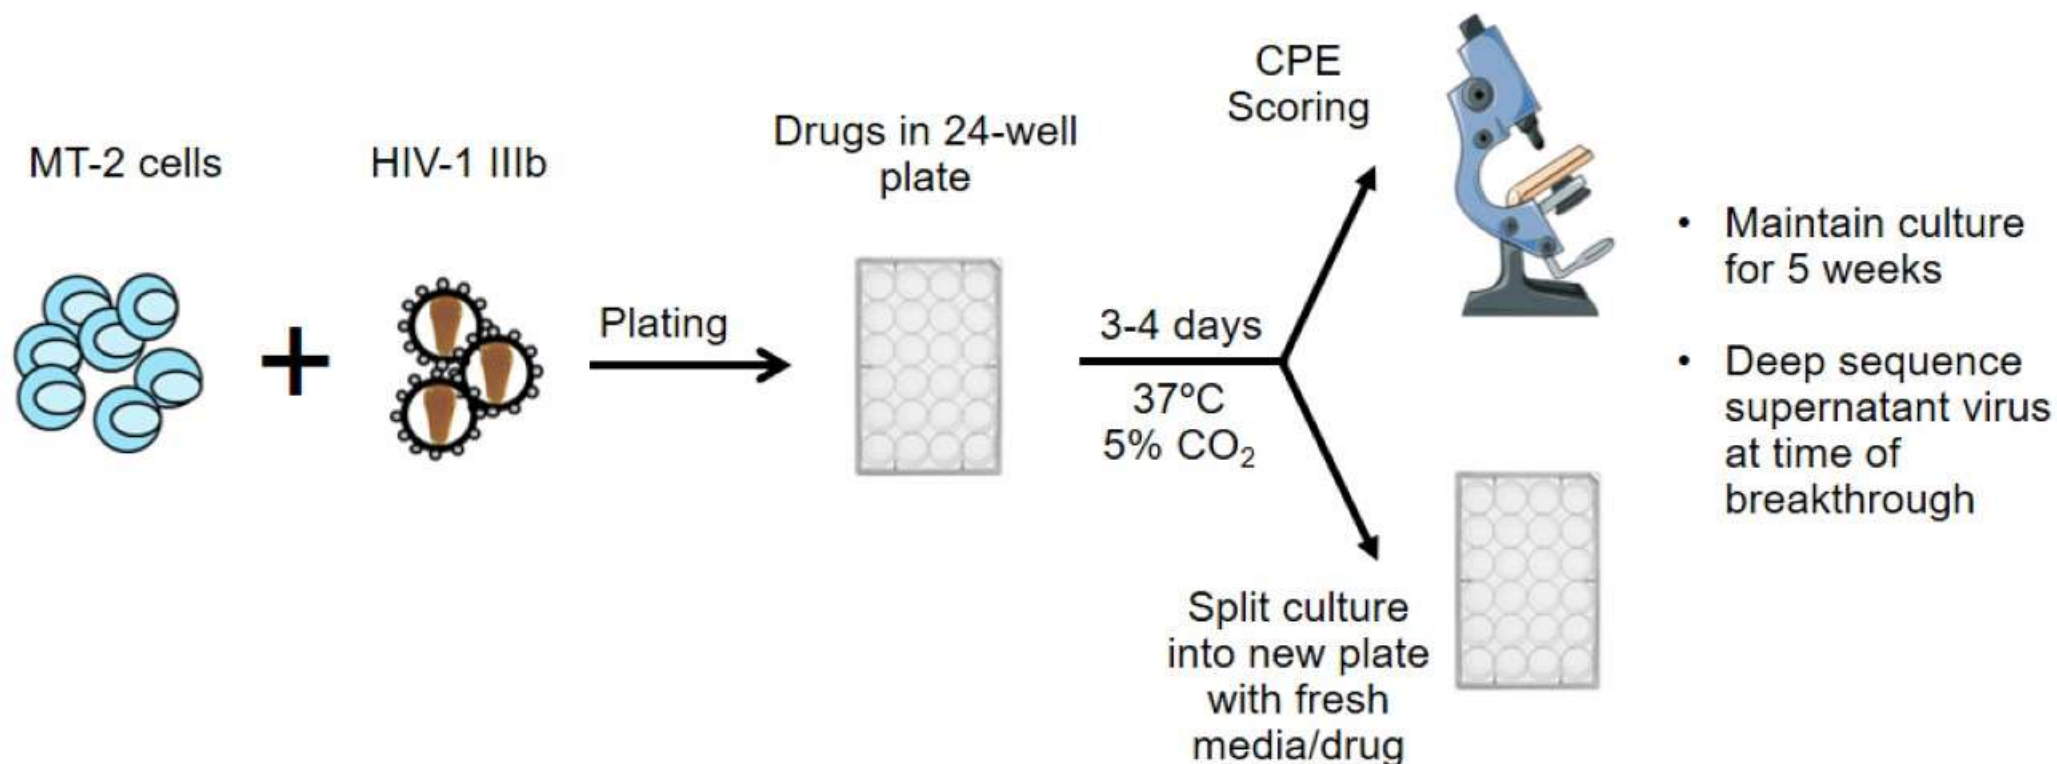 MT-2 cells
HIV-1 IIIb
Plating
Drugs in 24-well
plate
3-4 days
37ºC
5% CO₂
CPE
Scoring
Split culture
into new plate
with fresh
media/drug
• Maintain culture
for 5 weeks
• Deep sequence
supernatant virus
at time of
breakthrough